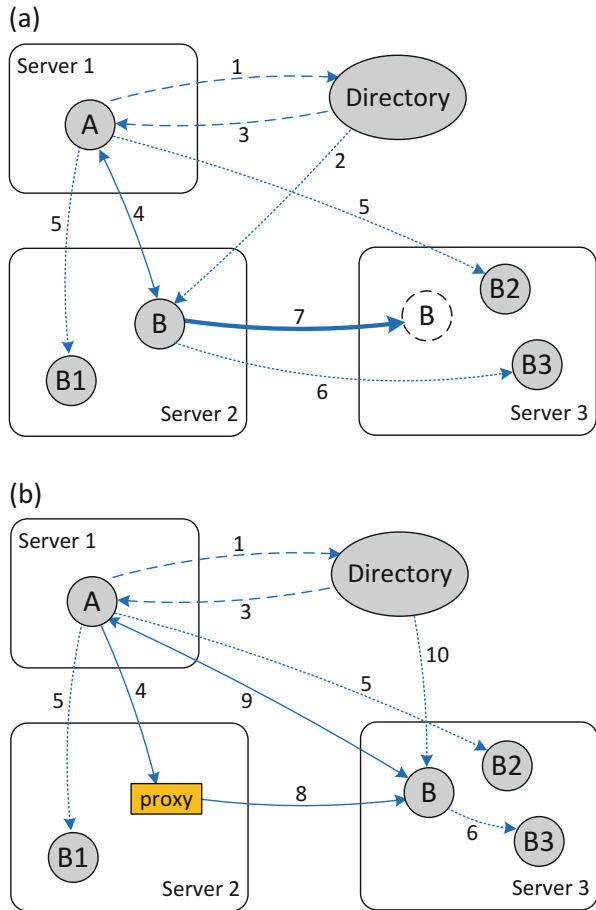 (a)
Server 1
1
Directory
A
3
2
5
4
5
B
7
B
B2
B1
6
B3
Server 2
Server 3
(b)
Server 1
1
Directory
A
3
10
5
4
9
5
proxy
8
B
B2
B1
6
B3
Server 2
Server 3